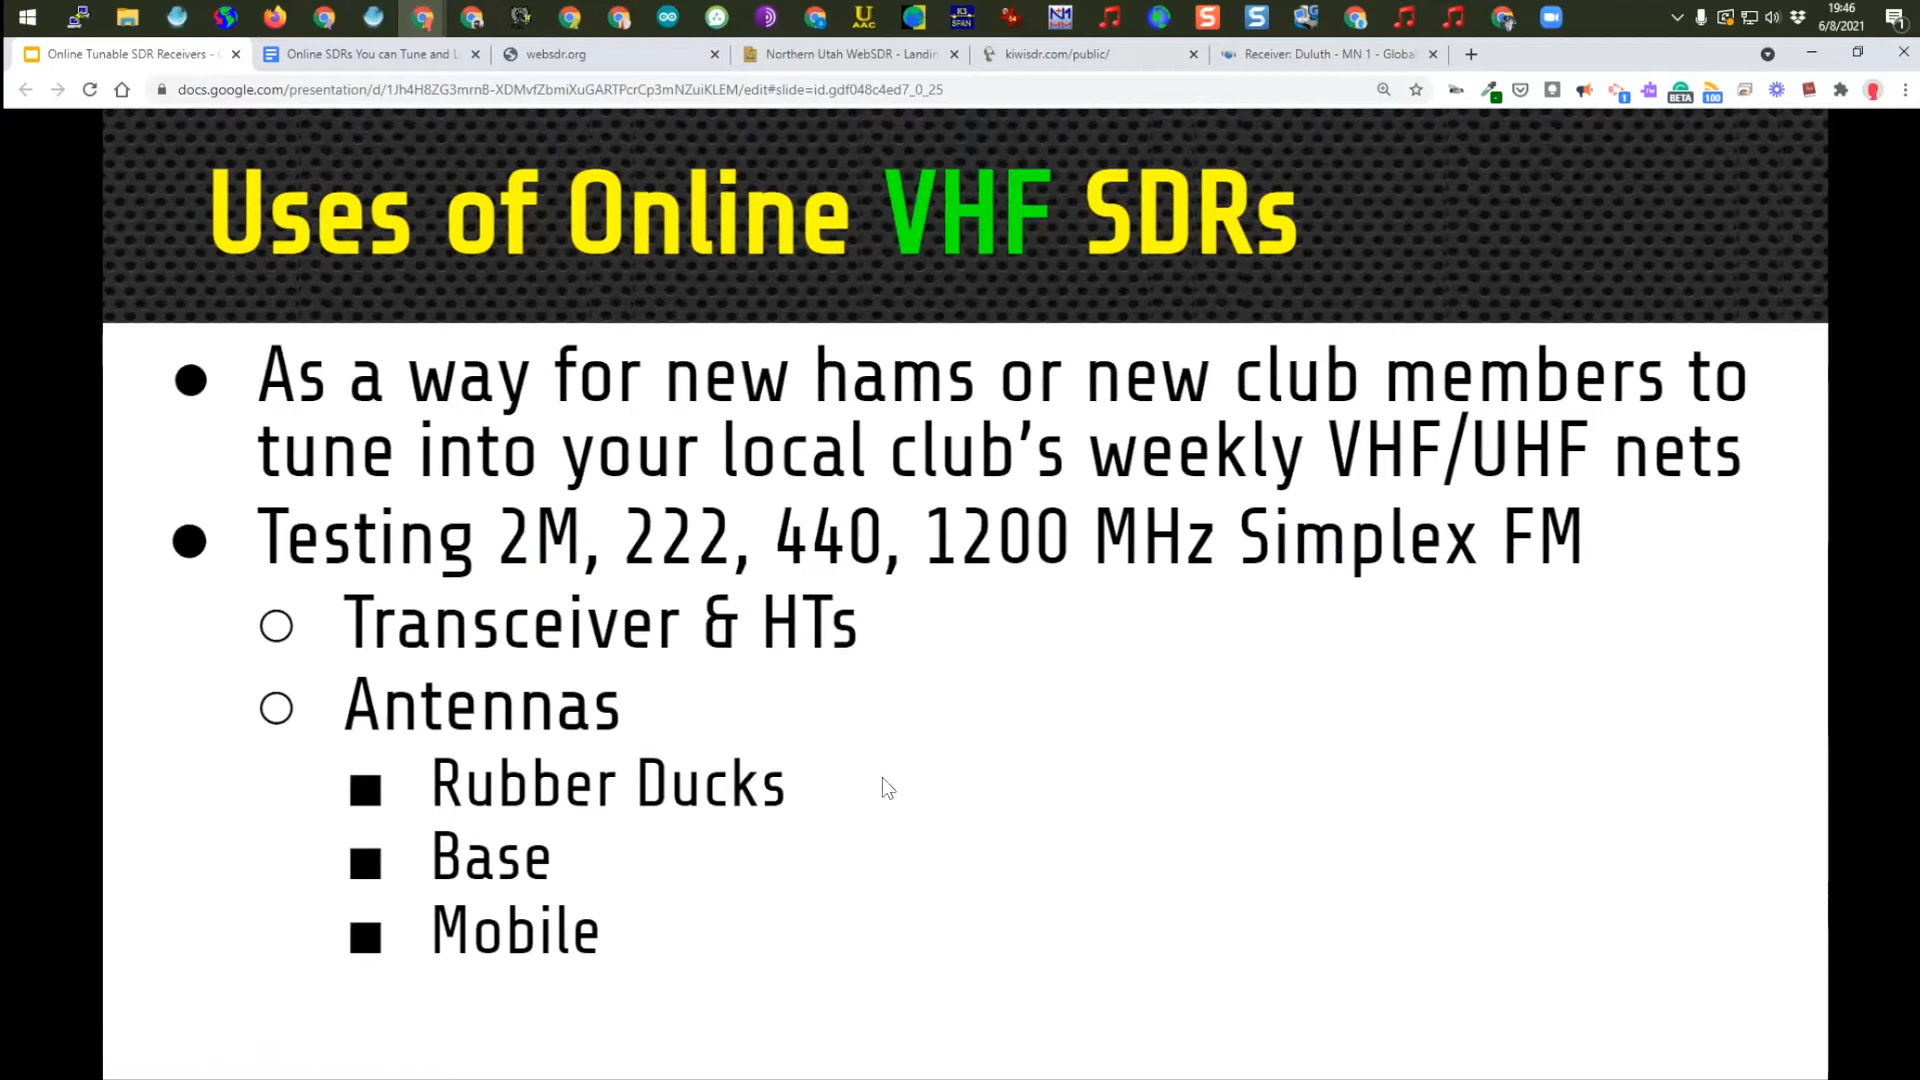 19:46
6/8/2021
Online Tunable SDR Receivers -
Online SDRs You can Tune and L
websdr.org
Northern Utah WebSDR - Landin
kiwisdr.com/public/
Receiver: Duluth - MN 1 - Globa
docs.google.com/presentation/d/1Jh4H8ZG3mrnB-XDMvfZbmiXuGARTPcrCp3mNZuiKLEM/edit#slide=id.gdf048c4ed7_0_25
BETA
100
Uses of Online VHF SDRs
● As a way for new hams or new club members to
tune into your local club’s weekly VHF/UHF nets
● Testing 2M, 222, 440, 1200 MHz Simplex FM
○ Transceiver & HTs
○ Antennas
■ Rubber Ducks
■ Base
■ Mobile